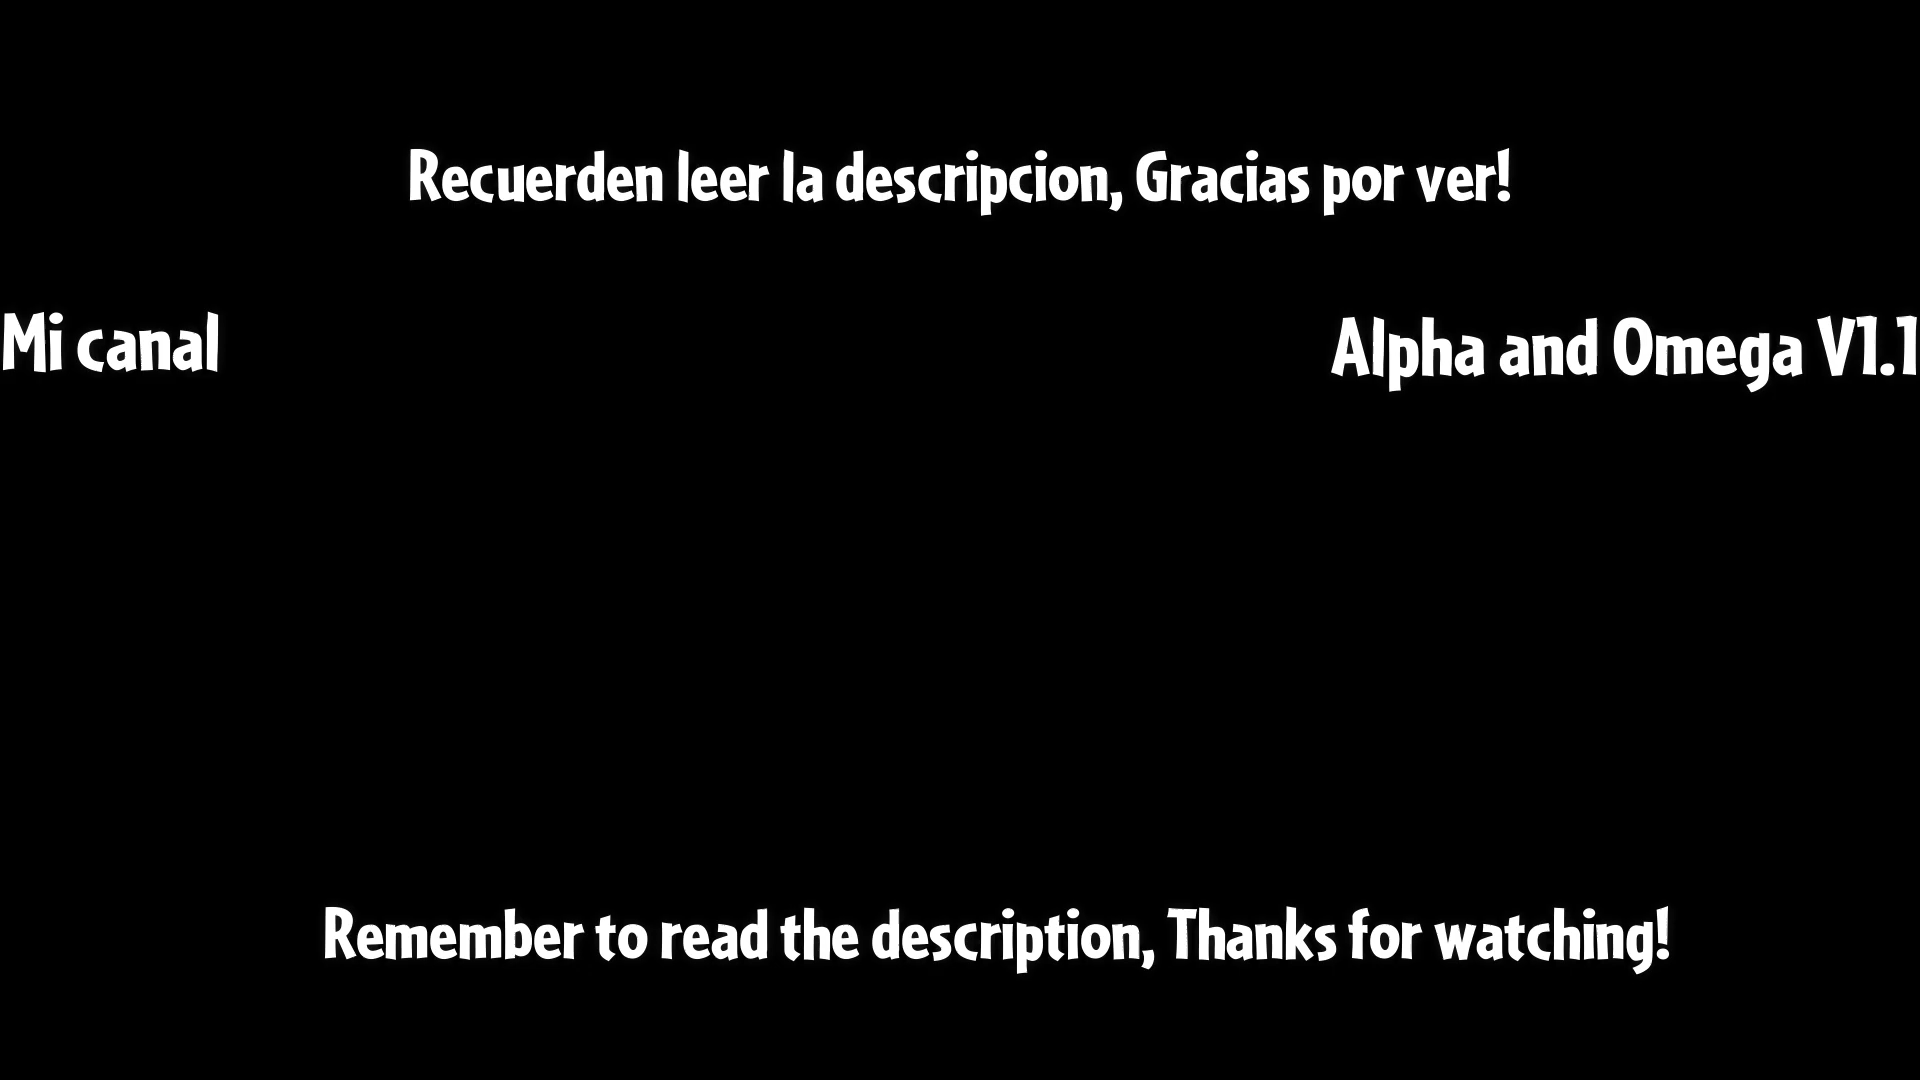 Recuerden leer la descripcion, Gracias por ver!
Mi canal
Alpha and Omega V1.1
Remember to read the description, Thanks for watching!